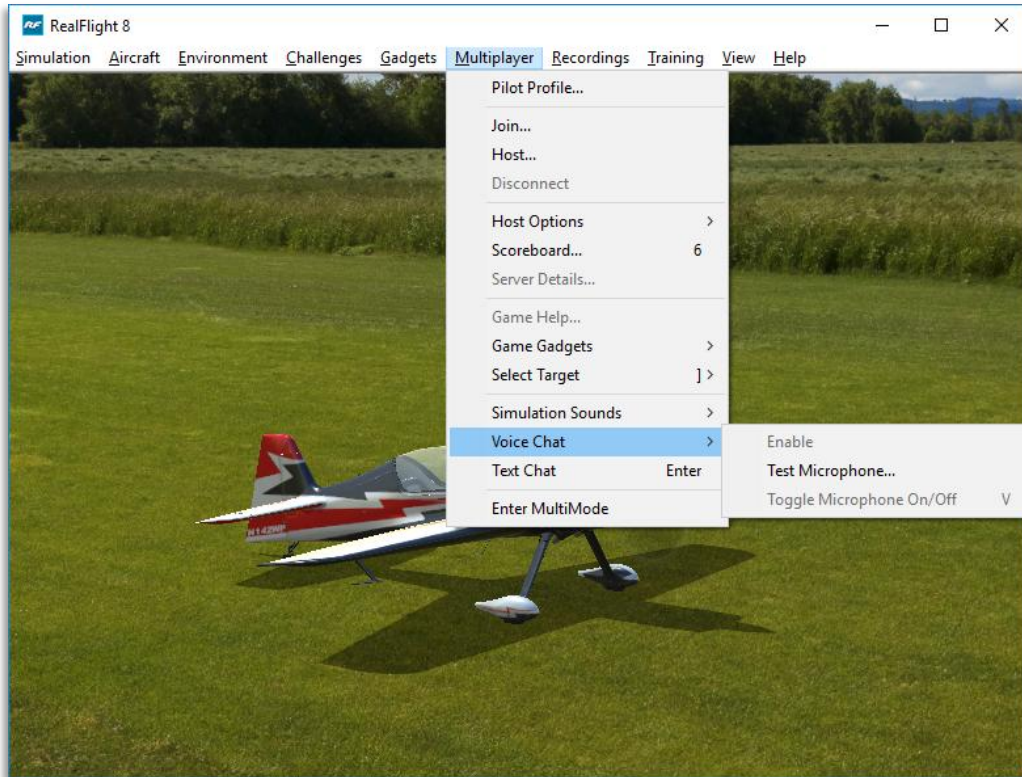 RF RealFlight 8
Simulation Aircraft Environment Challenges Gadgets Multiplayer Recordings Training View Help
Pilot Profile...
Join...
Host...
Disconnect
Host Options
Scoreboard... 6
Server Details...
Game Help...
Game Gadgets
Select Target ]
Simulation Sounds
Voice Chat
Enable
Test Microphone...
Toggle Microphone On/Off V
Text Chat Enter
Enter MultiMode
N142WP